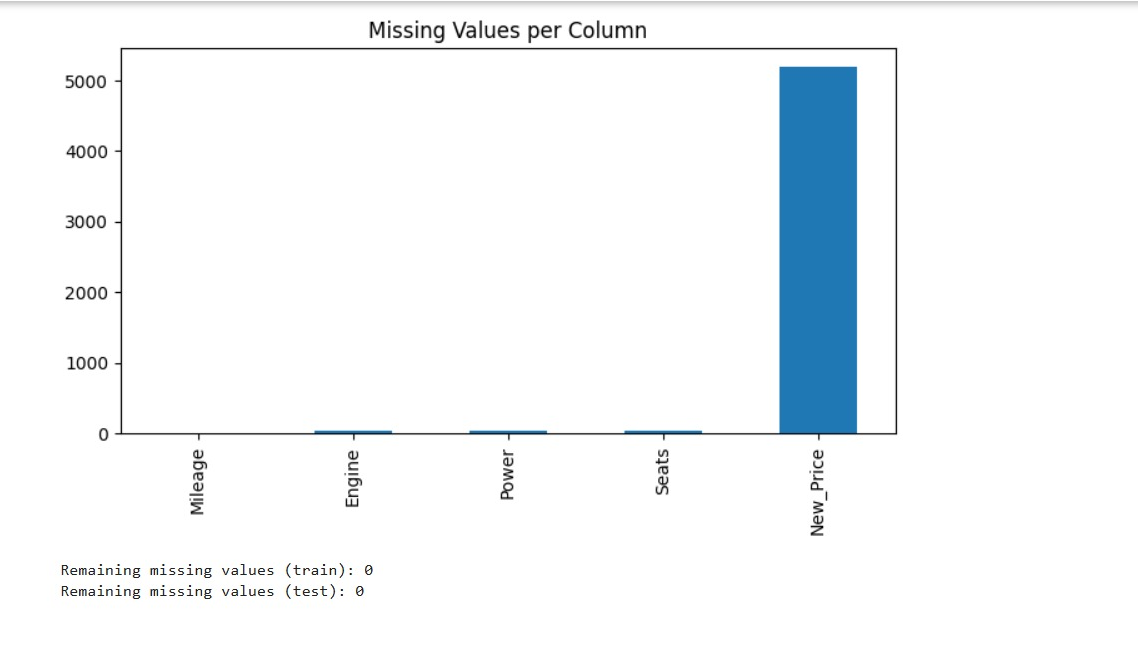 Missing Values per Column
5000
4000
3000
2000
1000
0
Mileage
Engine
Power
Seats
New_Price
Remaining missing values (train): 0
Remaining missing values (test): 0